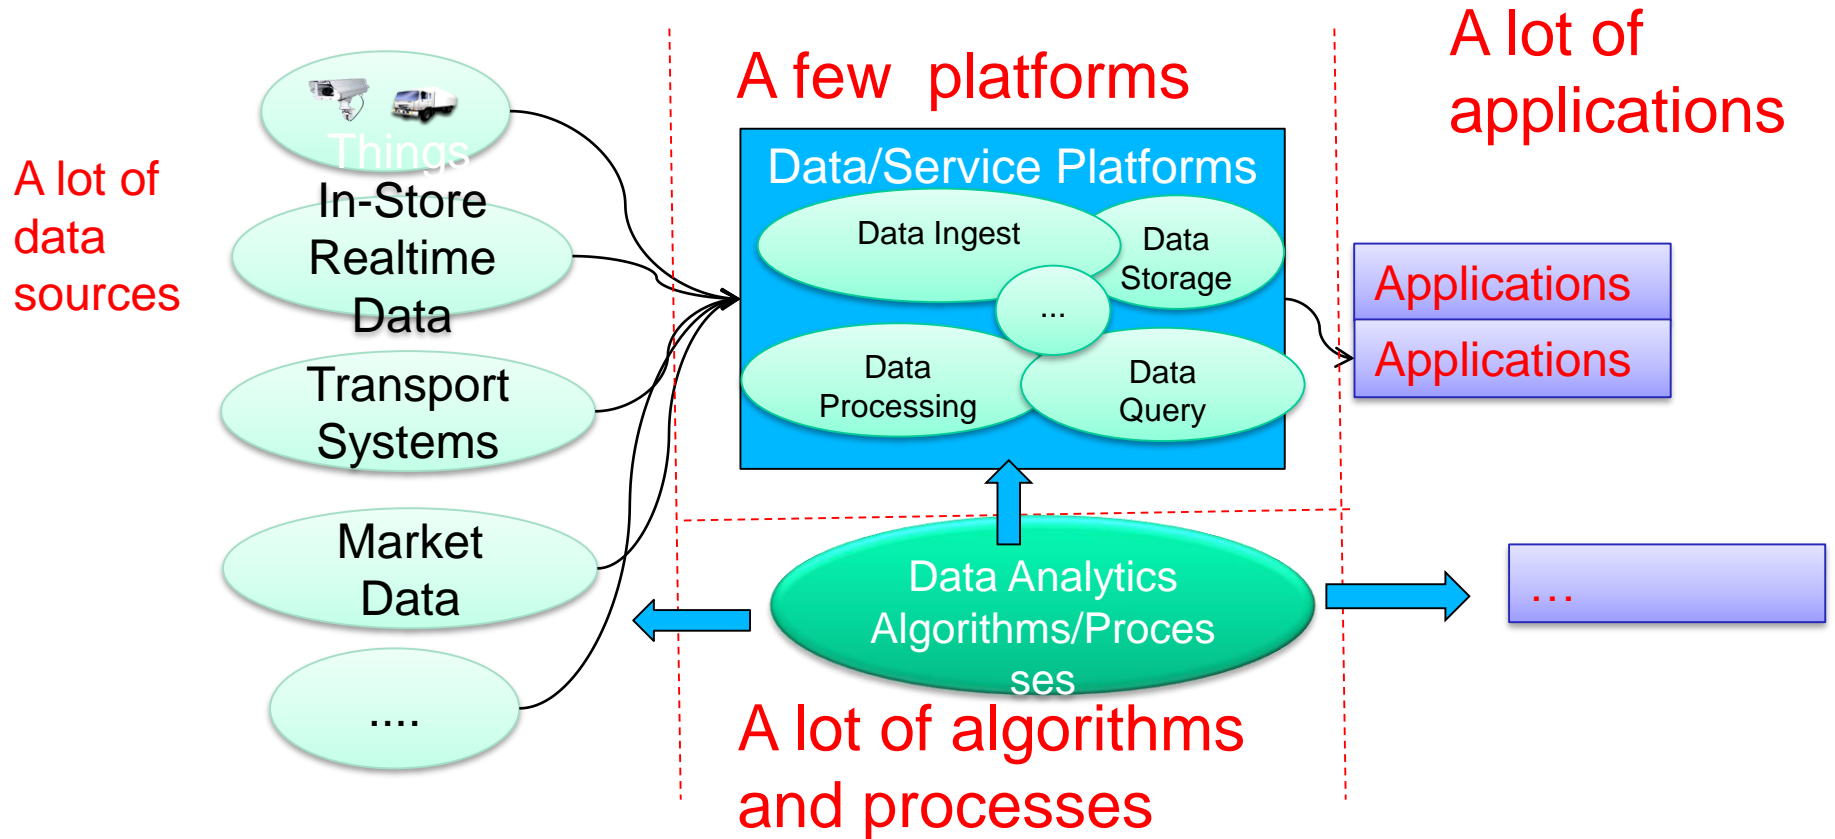 A lot of
data
sources
Things
In-Store
Realtime
Data
Transport
Systems
Market
Data
....
A few  platforms
Data/Service Platforms
Data Ingest
Data
Storage
...
Data
Processing
Data
Query
Data Analytics
Algorithms/Proces
ses
A lot of algorithms
and processes
A lot of
applications
Applications
Applications
...